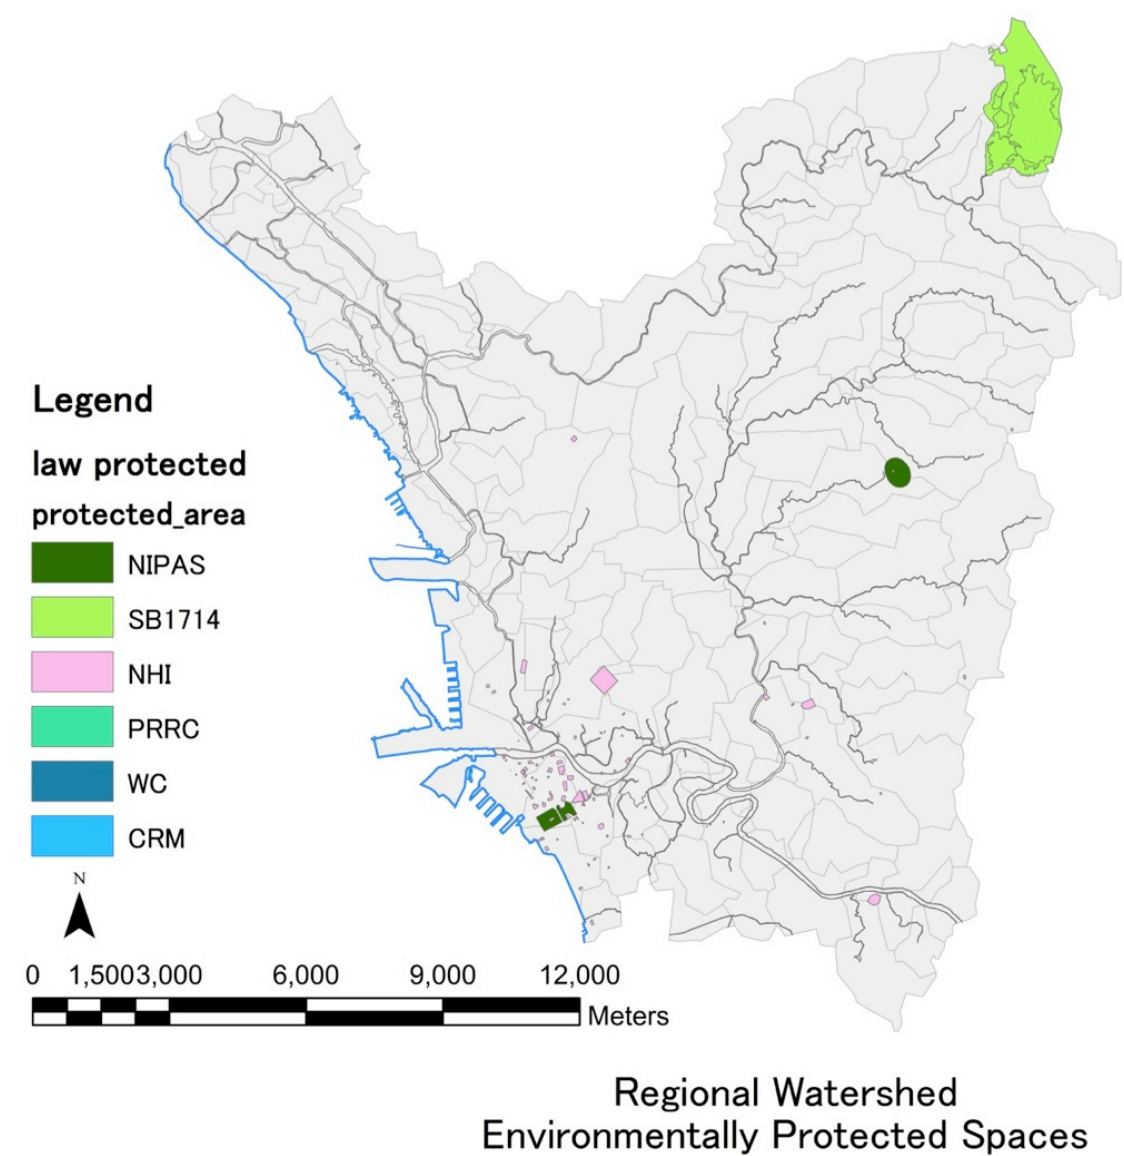 Legend
law protected
protected_area
NIPAS
SB1714
NHI
PRRC
WC
CRM
N
0 1,5003,000 6,000 9,000 12,000
Meters
Regional Watershed
Environmentally Protected Spaces